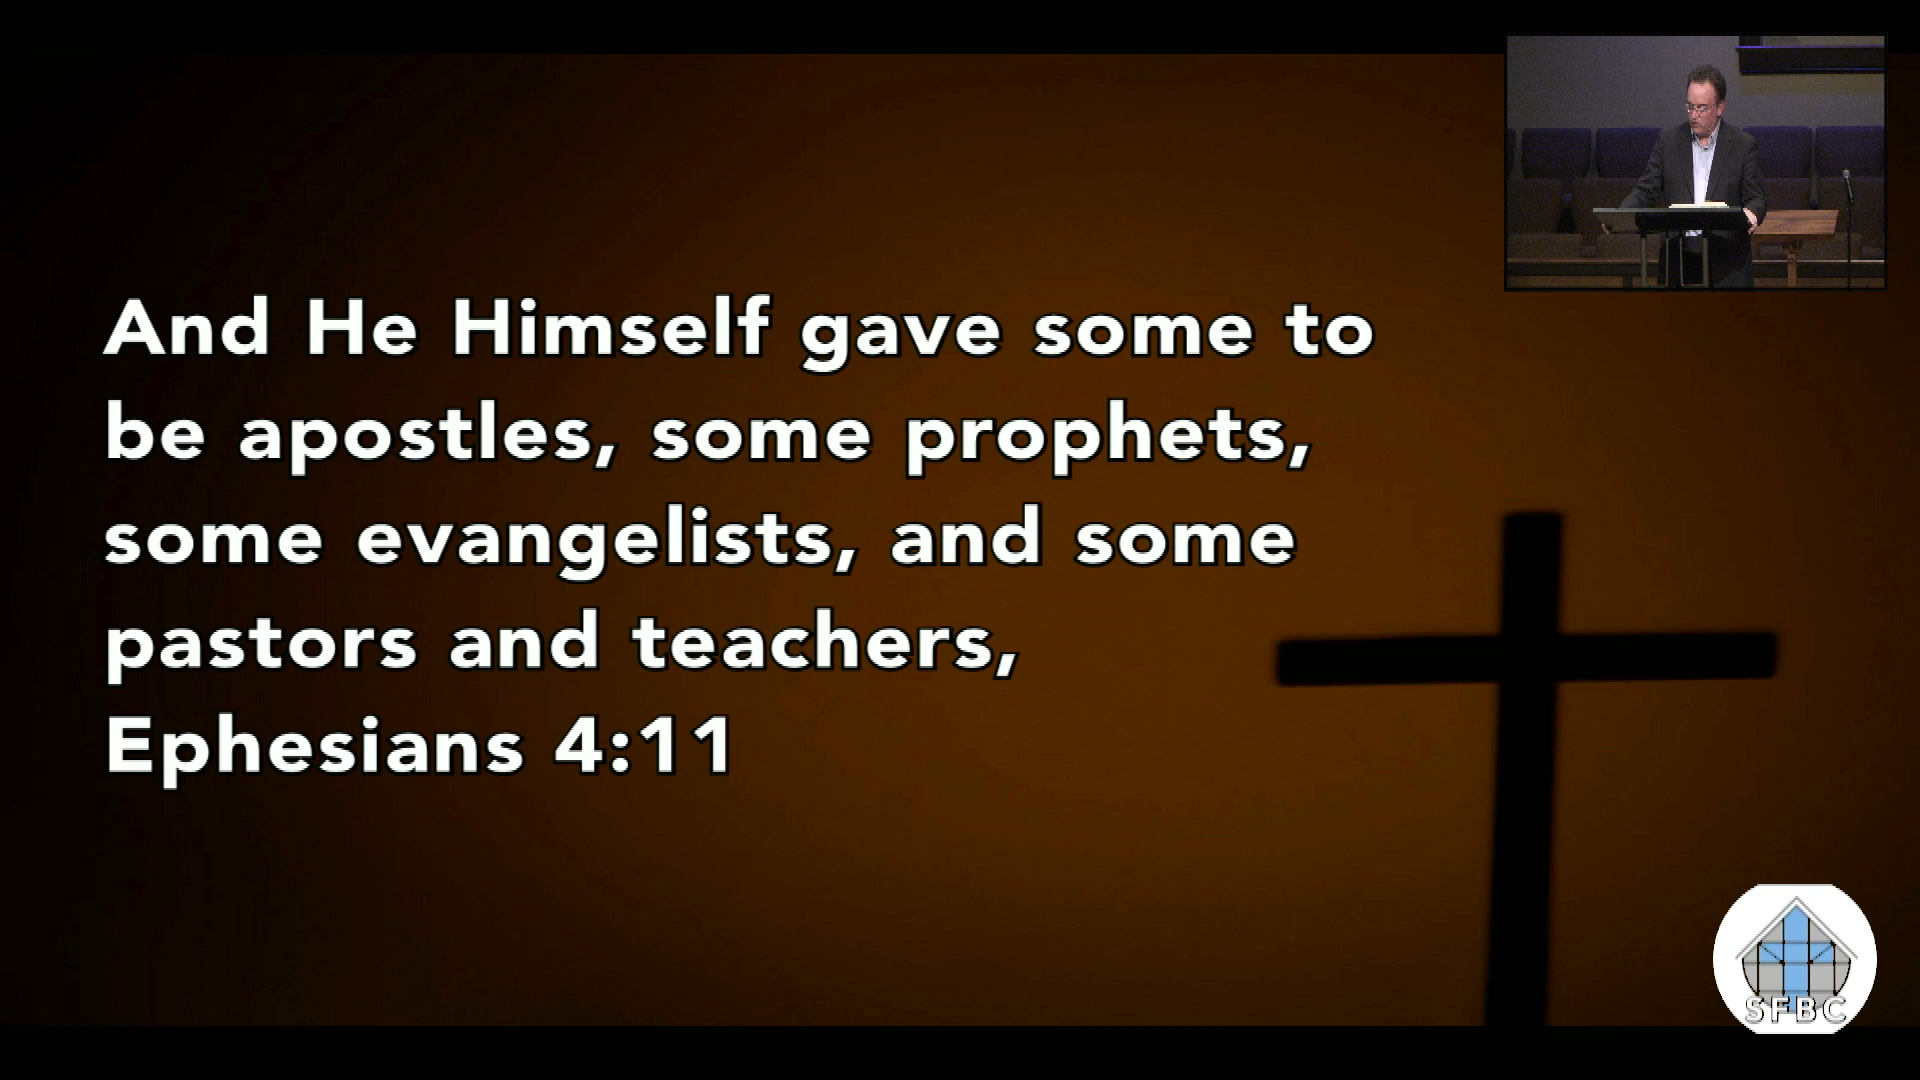 And He Himself gave some to
be apostles, some prophets,
some evangelists, and some
pastors and teachers,
Ephesians 4:11
SFBC